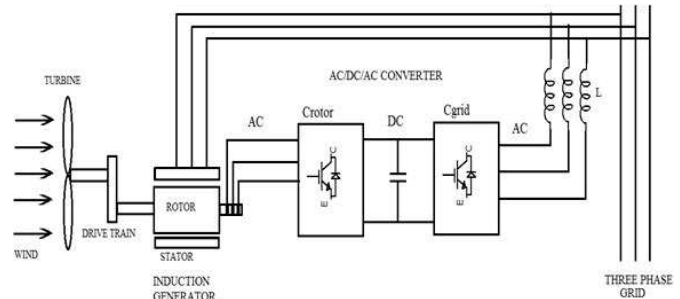 TURBINE
AC/DC/AC CONVERTER
L
AC
Crotor
DC
Cgrid
AC
C
E
C
E
ROTOR
DRIVE TRAIN
WIND
STATOR
INDUCTION
GENERATOR
THREE PHASE
GRID